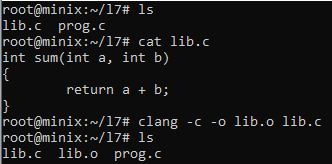 root@minix:~/l7# ls
lib.c  prog.c
root@minix:~/l7# cat lib.c
int sum(int a, int b)
{
        return a + b;
}
root@minix:~/l7# clang -c -o lib.o lib.c
root@minix:~/l7# ls
lib.c  lib.o  prog.c